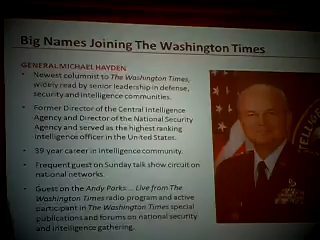 Big Names Joining The Washington Times
GENERAL MICHAEL HAYDEN
• Newest columnist to The Washington Times,
widely read by senior leadership in defense,
security and intelligence communities.
• Former Director of the Central Intelligence
Agency and Director of the National Security
Agency and served as the highest ranking
intelligence officer in the United States.
• 39 year career in Intelligence community.
• Frequent guest on Sunday talk show circuit on
national networks.
• Guest on the Andy Parks ... Live from The
Washington Times radio program and active
participant in The Washington Times special
publications and forums on national security
and intelligence gathering.